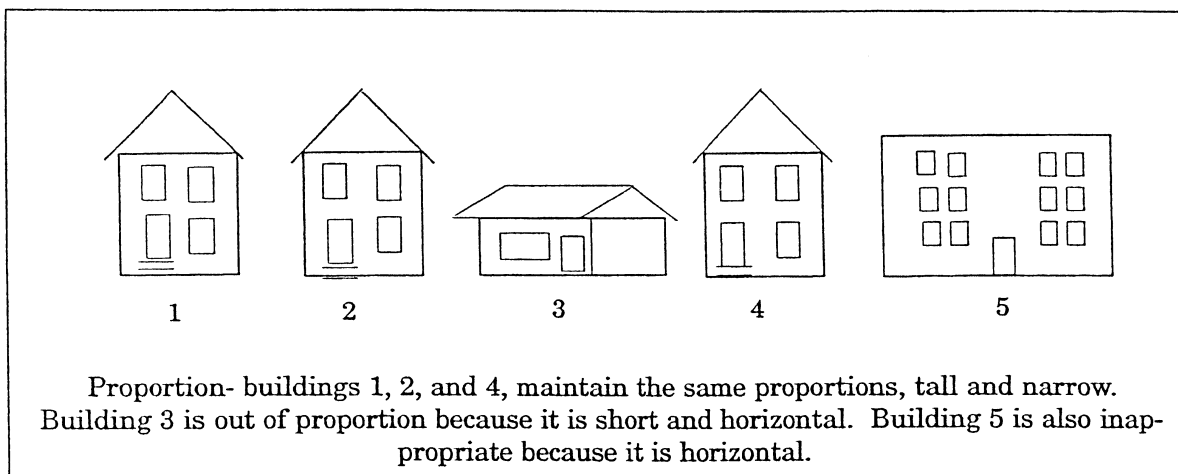 1 2 3 4 5
Proportion- buildings 1, 2, and 4, maintain the same proportions, tall and narrow.
Building 3 is out of proportion because it is short and horizontal. Building 5 is also inap-
propriate because it is horizontal.